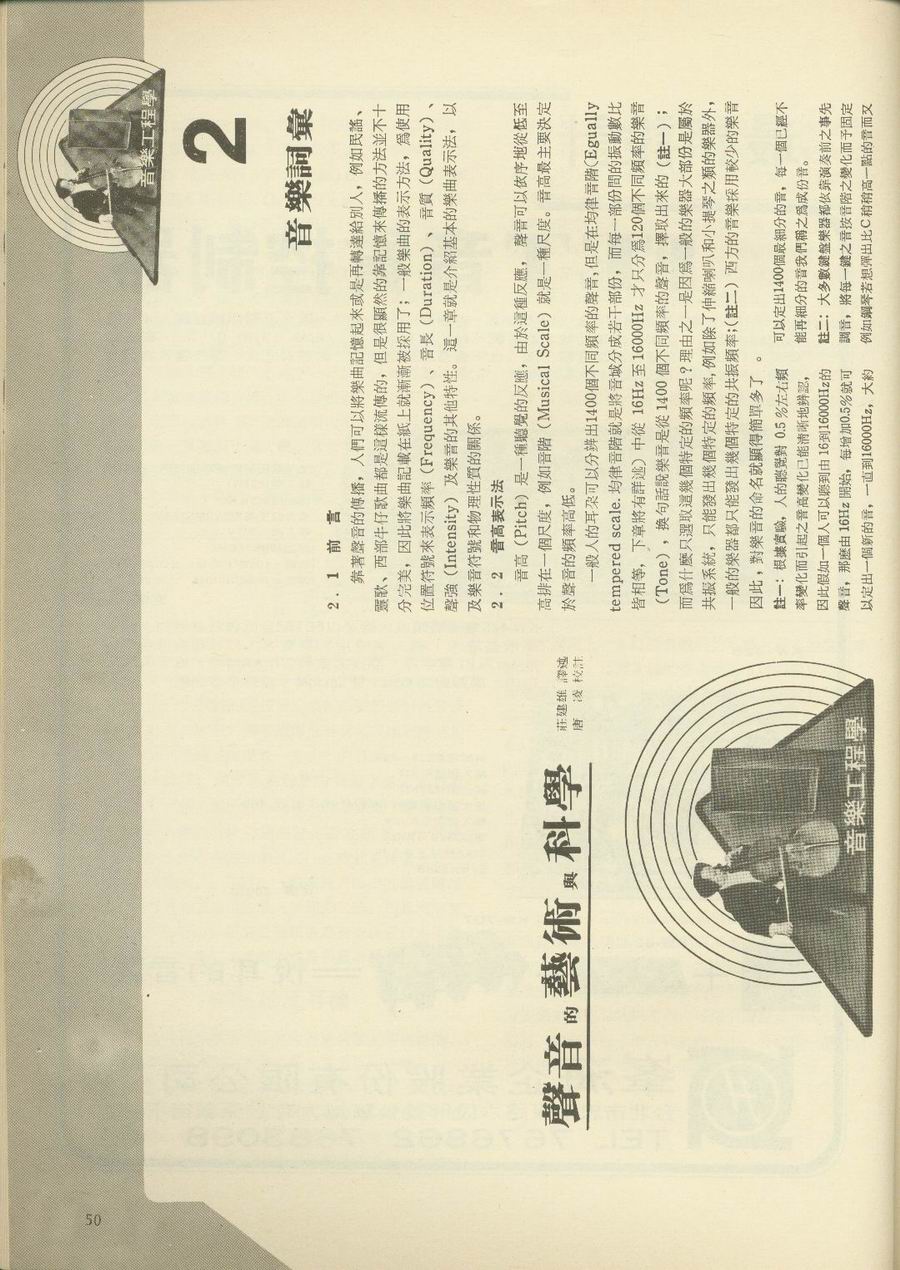 聲音的藝術與科學
莊建雄 譯述
唐 凌 校註
音樂工程學
音樂工程學
2
音樂詞彙
2．1 前 言
靠著聲音的傳播，人們可以將樂曲記憶起來或是再轉達給別人，例如民謠、
靈歌、西部牛仔歌曲都是這樣流傳的，但是很顯然的靠記憶來傳播的方法並不十
分完美，因此將樂曲記載在紙上就漸漸被採用了；一般樂曲的表示方法，爲使用
位置符號來表示頻率（Frequency）、音長（Duration）、音質（Quality）、
聲強（Intensity）及樂音的其他特性。這一章就是介紹基本的樂曲表示法，以
及樂音符號和物理性質的關係。
2．2 音高表示法
音高（Pitch）是一種聽覺的反應，由於這種反應，聲音可以依序地從低至
高排在一個尺度，例如音階（Musical Scale）就是一種尺度。音高最主要決定
於聲音的頻率高低。
一般人的耳朶可以分辨出1400個不同頻率的聲音，但是在均律音階（Egually
tempered scale：均律音階就是將音域分成若干部份，而每一部份間的振動數比
皆相等，下章將有詳述）中從 16Hz 至 16000Hz 才只分爲120個不同頻率的樂音
（Tone），換句話說樂音是從 1400 個不同頻率的聲音，擇取出來的（註一）；
而爲什麼只選取這幾個特定的頻率呢？理由之一是因爲一般的樂器大部份是屬於
共振系統，只能發出幾個特定的頻率，例如除了伸縮喇叭和小提琴之類的樂器外，
一般的樂器都只能發出幾個特定的共振頻率；（註二）西方的音樂採用較少的樂音
因此，對樂音的命名就顯得簡單多了。
註一：根據實驗，人的聽覺對 0.5 %左右頻
率變化而引起之音高變化已能清晰地辨認，
因此假如一個人可以聽到由 16到16000Hz的
聲音，那麼由 16Hz 開始，每增加0.5%就可
以定出一個新的音，一直到16000Hz，大約
可以定出1400個最細分的音，每一個已經不
能再細分的音我們稱之爲成份音。
註二：大多數鍵盤樂器都依靠演奏前之事先
調音，將每一鍵之音按音階之變化而予固定
例如鋼琴若想彈出比C稍稍高一點的音而又
50